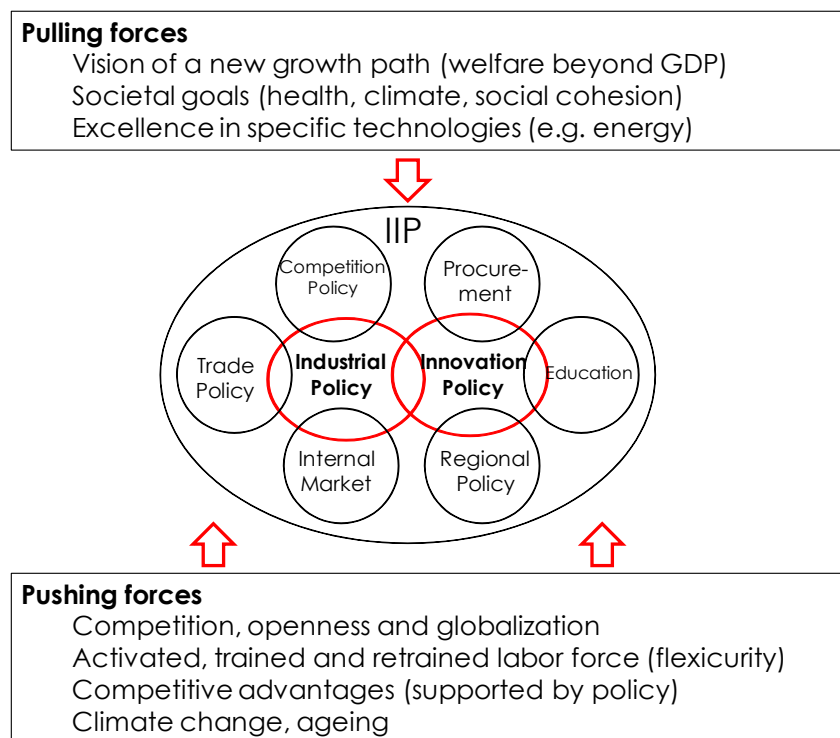 Pulling forces
Vision of a new growth path (welfare beyond GDP)
Societal goals (health, climate, social cohesion)
Excellence in specific technologies (e.g. energy)
IIP
Competition
Policy
Procure-
ment
Trade
Policy
Industrial
Policy
Innovation
Policy
Education
Internal
Market
Regional
Policy
Pushing forces
Competition, openness and globalization
Activated, trained and retrained labor force (flexicurity)
Competitive advantages (supported by policy)
Climate change, ageing